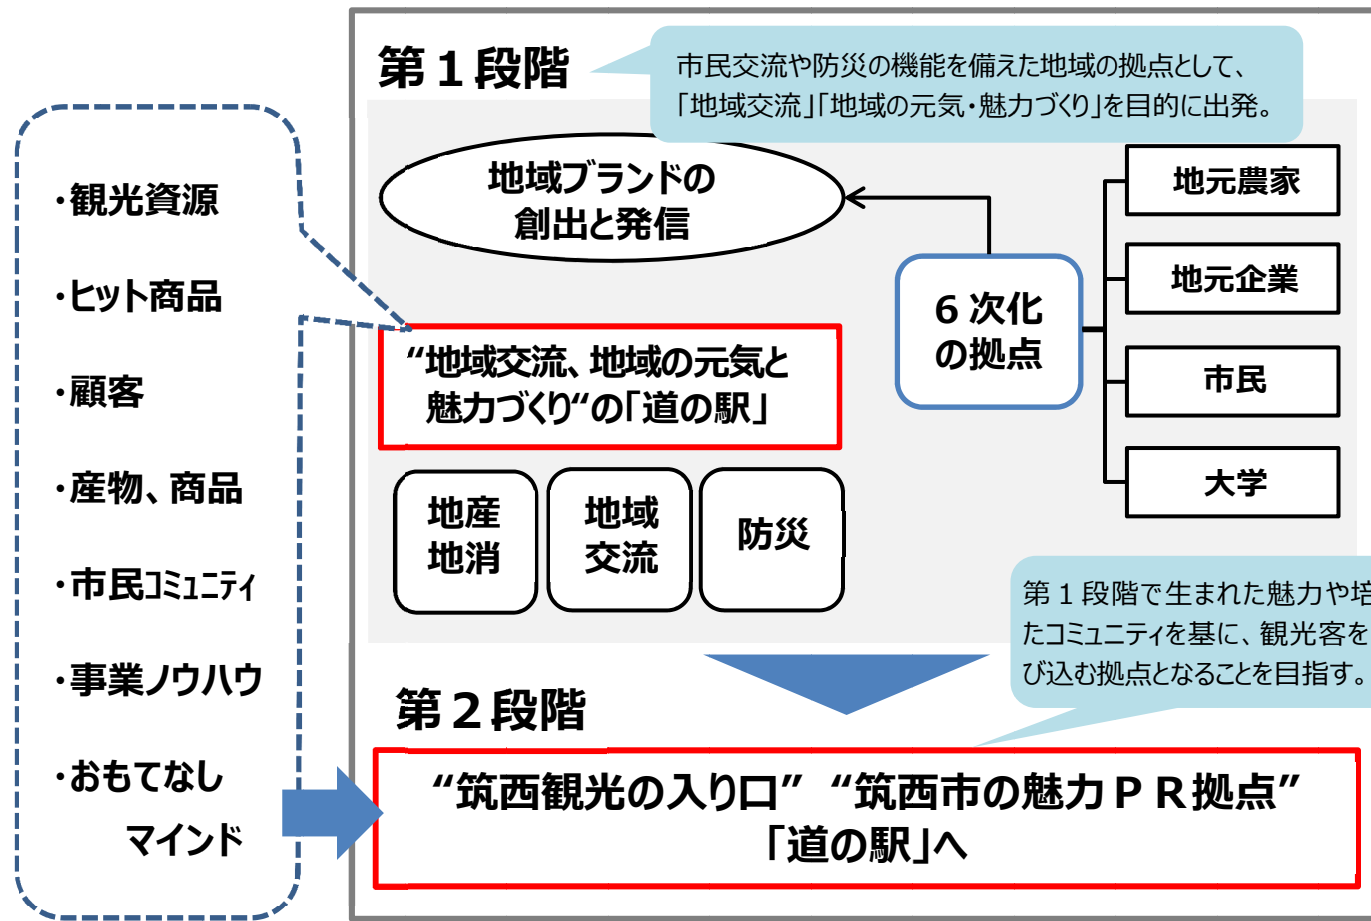 第１段階
市民交流や防災の機能を備えた地域の拠点として、
「地域交流」「地域の元気・魅力づくり」を目的に出発。
・観光資源
・ヒット商品
・顧客
・産物、商品
・市民コミュニティ
・事業ノウハウ
・おもてなし
マインド
地域ブランドの
創出と発信
６次化
の拠点
地元農家
地元企業
市民
大学
“地域交流、地域の元気と
魅力づくり“の「道の駅」
地産
地消
地域
交流
防災
第１段階で生まれた魅力や培
たコミュニティを基に、観光客を
び込む拠点となることを目指す。
第２段階
“筑西観光の入り口” “筑西市の魅力ＰＲ拠点”
「道の駅」へ